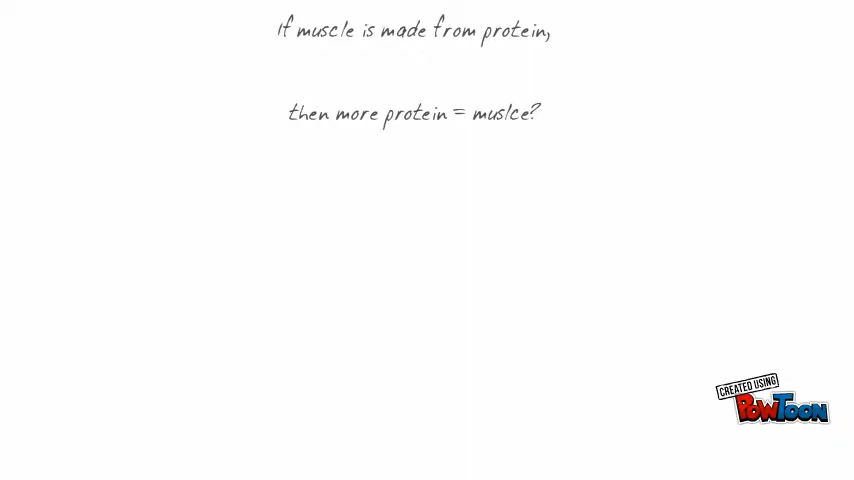 If muscle is made from protein,
then more protein = muslce?
CREATED USING
POWTOON